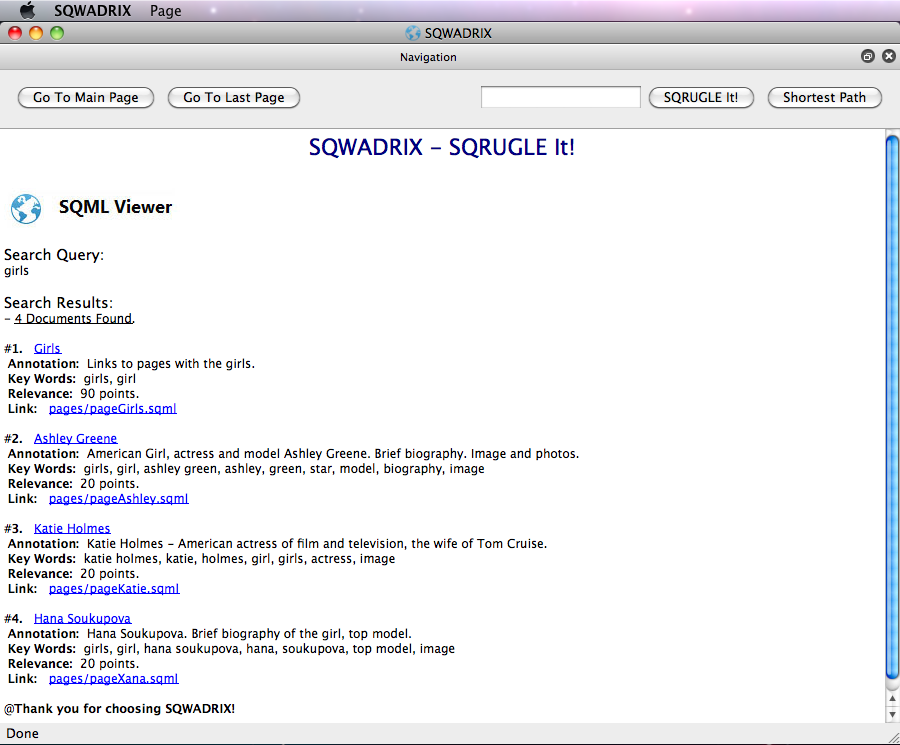 SQWADRIX Page
SQWADRIX
Navigation
Go To Main Page Go To Last Page SQRUGLE It! Shortest Path
SQWADRIX - SQRUGLE It!
SQML Viewer
Search Query:
girls
Search Results:
- 4 Documents Found.
#1. Girls
Annotation: Links to pages with the girls.
Key Words: girls, girl
Relevance: 90 points.
Link: pages/pageGirls.sqml
#2. Ashley Greene
Annotation: American Girl, actress and model Ashley Greene. Brief biography. Image and photos.
Key Words: girls, girl, ashley green, ashley, green, star, model, biography, image
Relevance: 20 points.
Link: pages/pageAshley.sqml
#3. Katie Holmes
Annotation: Katie Holmes - American actress of film and television, the wife of Tom Cruise.
Key Words: katie holmes, katie, holmes, girl, girls, actress, image
Relevance: 20 points.
Link: pages/pageKatie.sqml
#4. Hana Soukupova
Annotation: Hana Soukupova. Brief biography of the girl, top model.
Key Words: girls, girl, hana soukupova, hana, soukupova, top model, image
Relevance: 20 points.
Link: pages/pageXana.sqml
@Thank you for choosing SQWADRIX!
Done